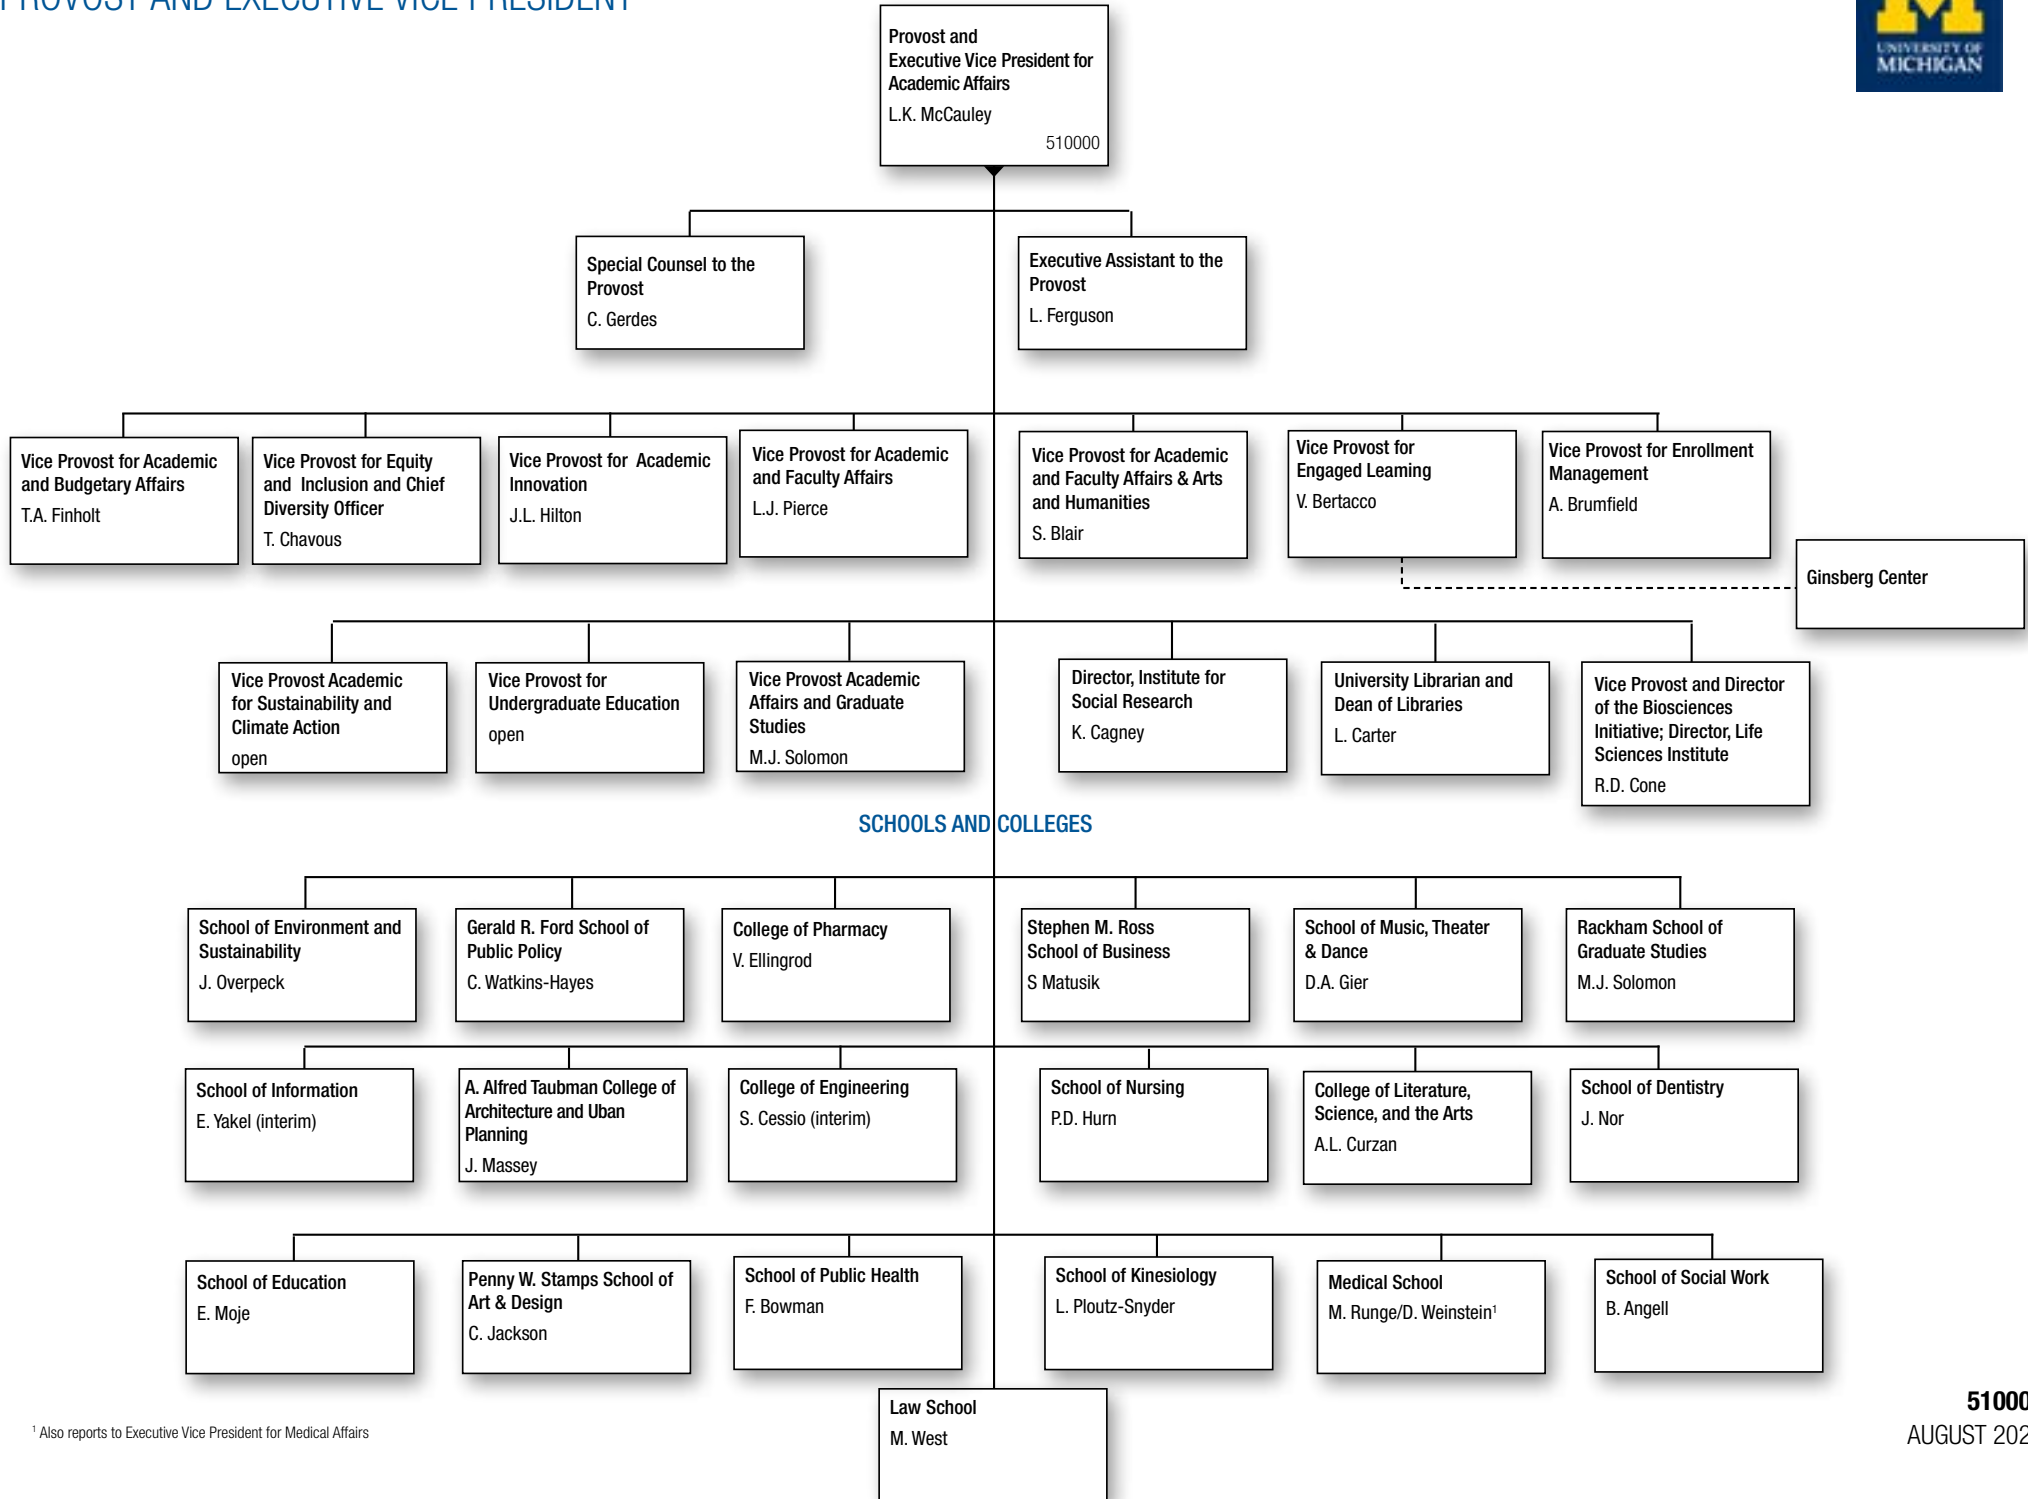 PROVOST AND EXECUTIVE VICE PRESIDENT
UNIVERSITY OF
MICHIGAN
Provost and
Executive Vice President for
Academic Affairs
L.K. McCauley
510000
Special Counsel to the
Provost
C. Gerdes
Executive Assistant to the
Provost
L. Ferguson
Vice Provost for Academic
and Budgetary Affairs
T.A. Finholt
Vice Provost for Equity
and Inclusion and Chief
Diversity Officer
T. Chavous
Vice Provost for Academic
Innovation
J.L. Hilton
Vice Provost for Academic
and Faculty Affairs
L.J. Pierce
Vice Provost for Academic
and Faculty Affairs & Arts
and Humanities
S. Blair
Vice Provost for
Engaged Learning
V. Bertacco
Vice Provost for Enrollment
Management
A. Brumfield
Ginsberg Center
Vice Provost Academic
for Sustainability and
Climate Action
open
Vice Provost for
Undergraduate Education
open
Vice Provost Academic
Affairs and Graduate
Studies
M.J. Solomon
Director, Institute for
Social Research
K. Cagney
University Librarian and
Dean of Libraries
L. Carter
Vice Provost and Director
of the Biosciences
Initiative; Director, Life
Sciences Institute
R.D. Cone
SCHOOLS AND COLLEGES
School of Environment and
Sustainability
J. Overpeck
Gerald R. Ford School of
Public Policy
C. Watkins-Hayes
College of Pharmacy
V. Ellingrod
Stephen M. Ross
School of Business
S Matusik
School of Music, Theater
& Dance
D.A. Gier
Rackham School of
Graduate Studies
M.J. Solomon
School of Information
E. Yakel (interim)
A. Alfred Taubman College of
Architecture and Uban
Planning
J. Massey
College of Engineering
S. Cessio (interim)
School of Nursing
P.D. Hurn
College of Literature,
Science, and the Arts
A.L. Curzan
School of Dentistry
J. Nor
School of Education
E. Moje
Penny W. Stamps School of
Art & Design
C. Jackson
School of Public Health
F. Bowman
School of Kinesiology
L. Ploutz-Snyder
Medical School
M. Runge/D. Weinstein¹
School of Social Work
B. Angell
Law School
M. West
¹ Also reports to Executive Vice President for Medical Affairs
51000
AUGUST 202